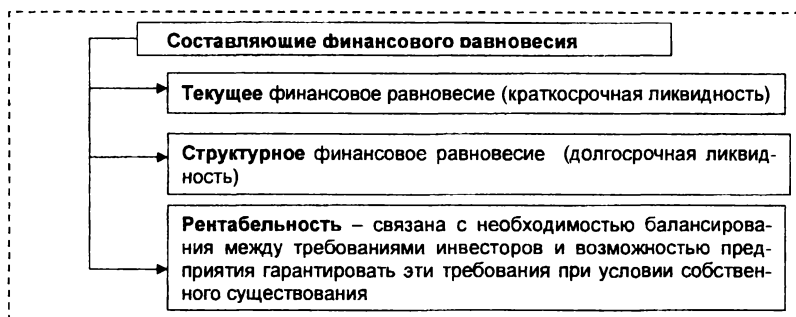 Составляющие финансового равновесия
Текущее финансовое равновесие (краткосрочная ликвидность)
Структурное финансовое равновесие (долгосрочная ликвид-
ность)
Рентабельность – связана с необходимостью балансирова-
ния между требованиями инвесторов и возможностью пред-
приятия гарантировать эти требования при условии собствен-
ного существования